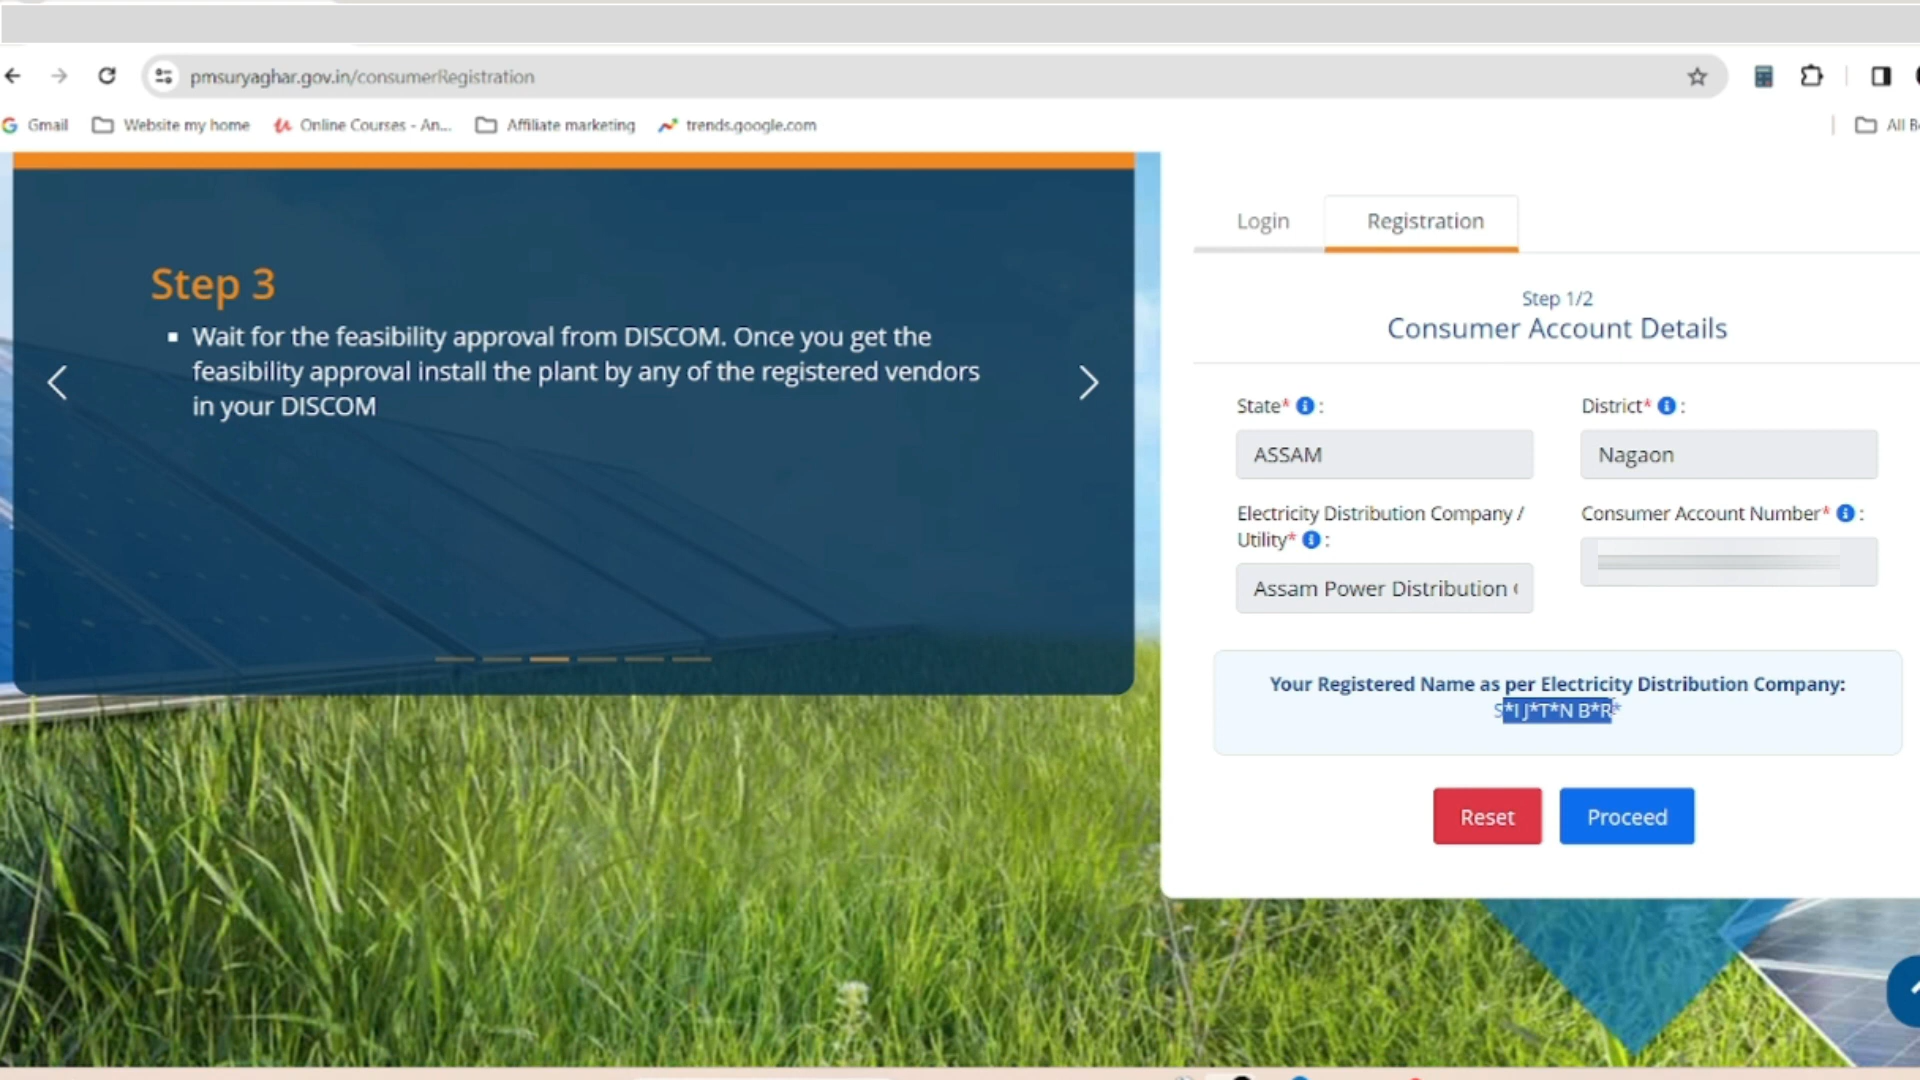 pmsuryaghar.gov.in/consumerRegistration
Gmail
Website my home
Online Courses - An...
Affiliate marketing
trends.google.com
All B
Step 3
Wait for the feasibility approval from DISCOM. Once you get the
feasibility approval install the plant by any of the registered vendors
in your DISCOM
Login
Registration
Step 1/2
Consumer Account Details
State* :
District* :
ASSAM
Nagaon
Electricity Distribution Company /
Utility* :
Consumer Account Number* :
Assam Power Distribution
Your Registered Name as per Electricity Distribution Company:
S*I J*T*N B*R*
Reset
Proceed